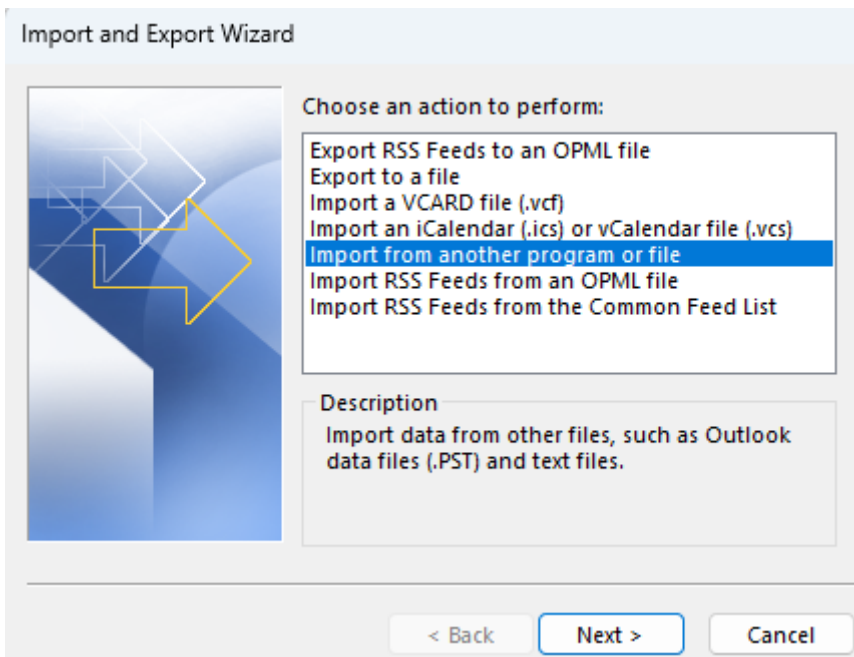 Import and Export Wizard
Choose an action to perform:
Export RSS Feeds to an OPML file
Export to a file
Import a VCARD file (.vcf)
Import an iCalendar (.ics) or vCalendar file (.vcs)
Import from another program or file
Import RSS Feeds from an OPML file
Import RSS Feeds from the Common Feed List
Description
Import data from other files, such as Outlook
data files (.PST) and text files.
< Back Next > Cancel